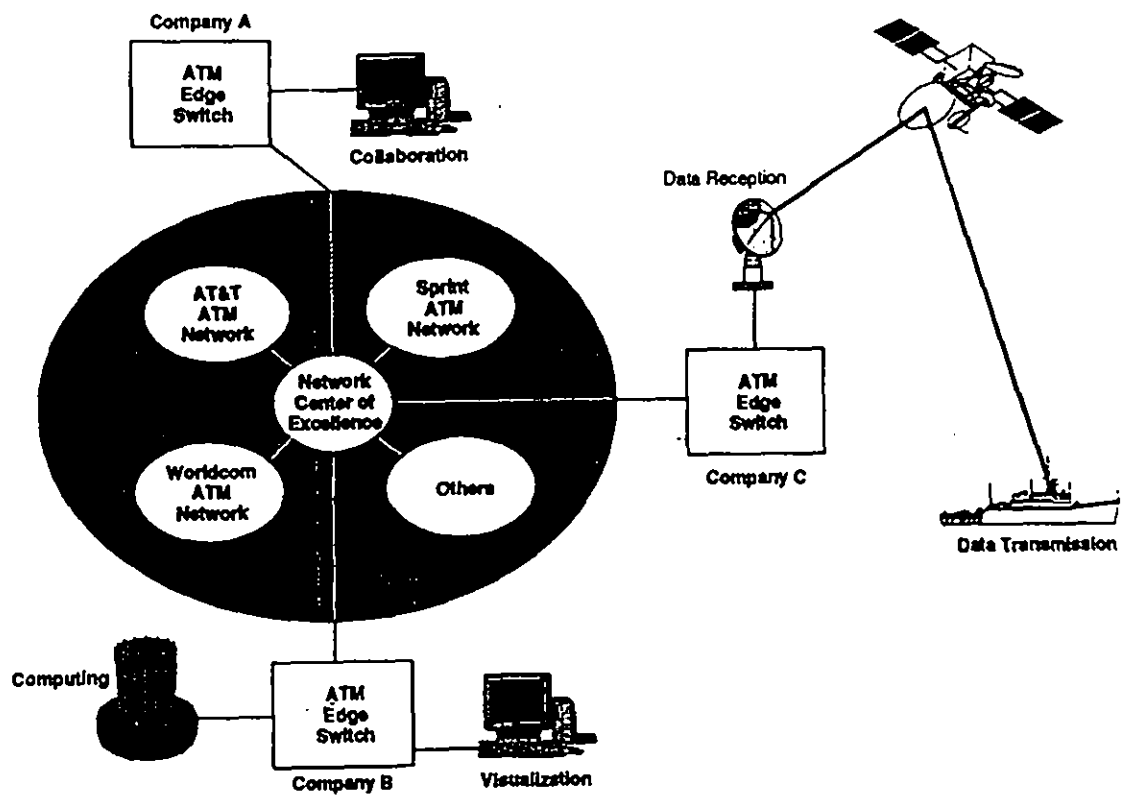 Company A
ATM
Edge
Switch
Collaboration
Data Reception
AT&T
ATM
Network
Sprint
ATM
Network
Network
Center of
Excellence
ATM
Edge
Switch
Company C
Worldcom
ATM
Network
Others
Data Transmission
Computing
ATM
Edge
Switch
Company B
Visualization